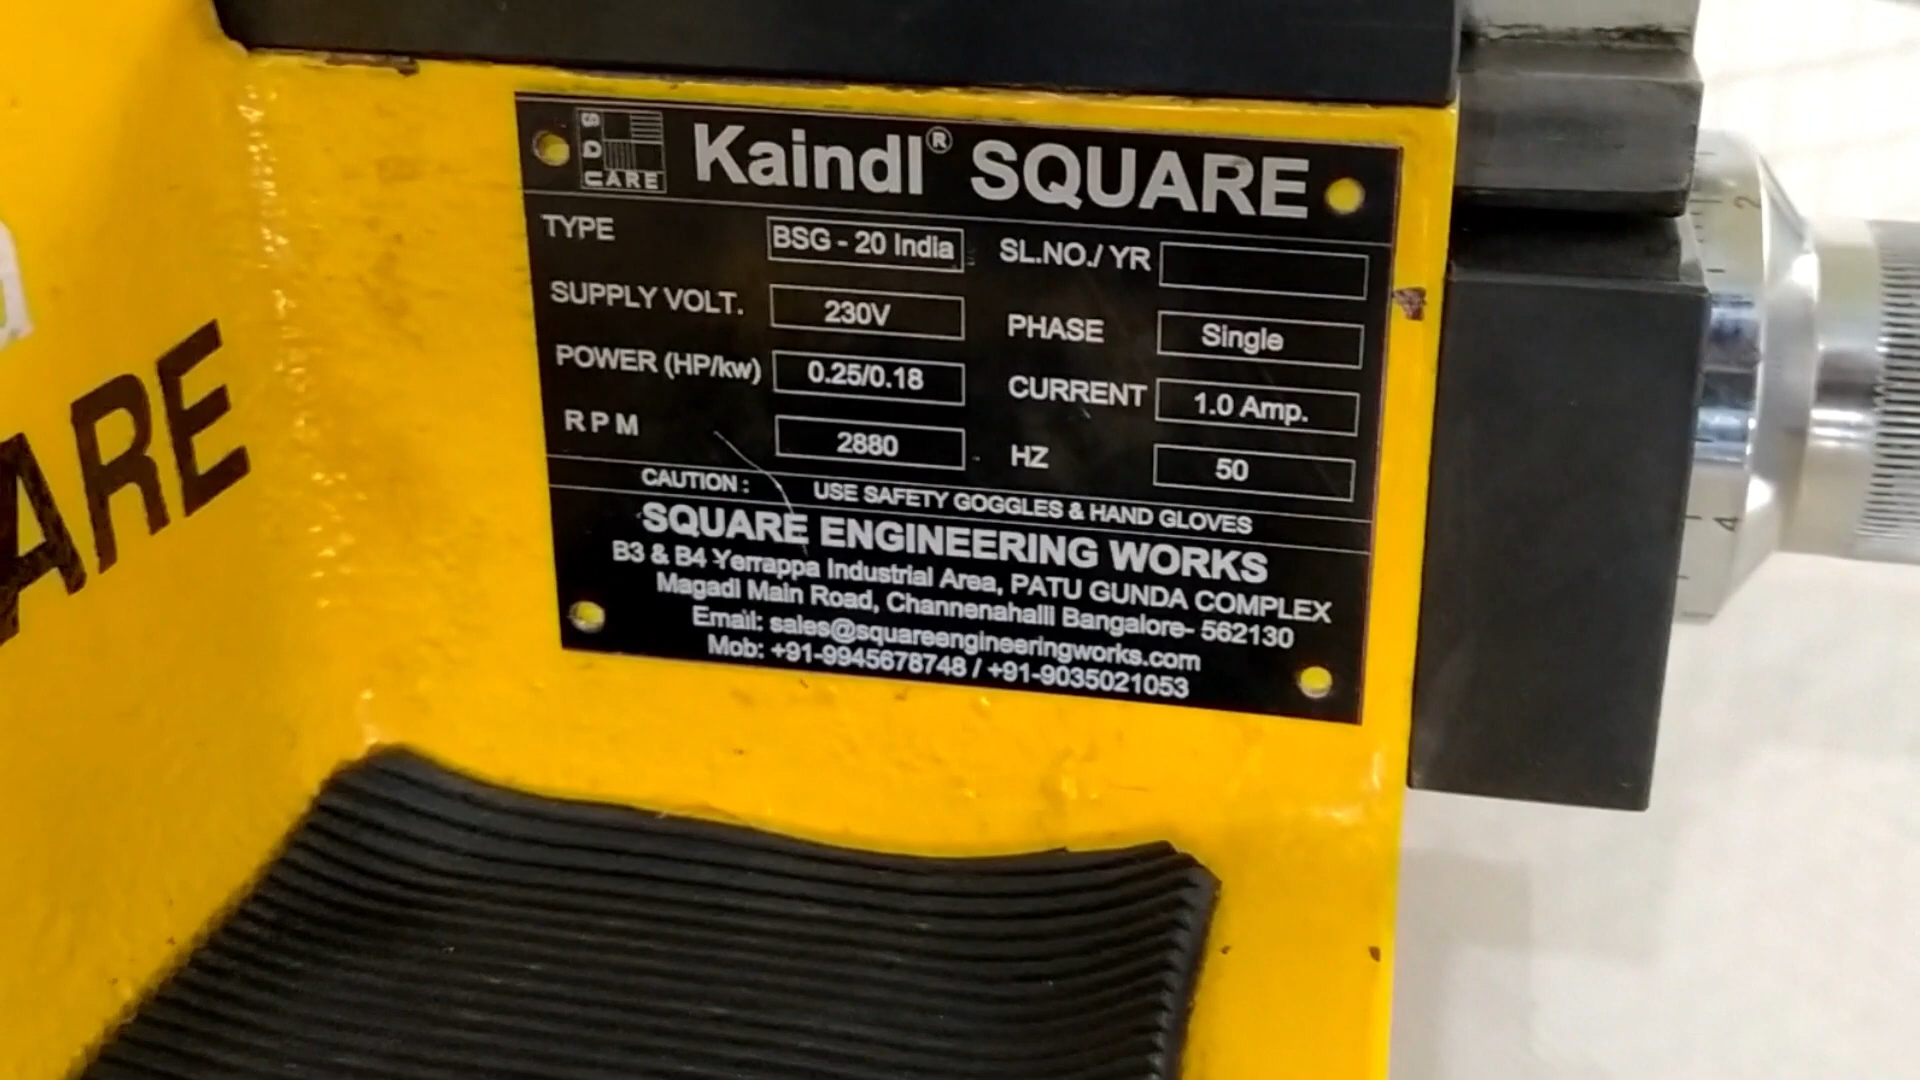 SQUARE
Kaindl® SQUARE
TYPE BSG - 20 India SL.NO./ YR
SUPPLY VOLT. 230V PHASE Single
POWER (HP/kw) 0.25/0.18 CURRENT 1.0 Amp.
R P M 2880 HZ 50
CAUTION : USE SAFETY GOGGLES & HAND GLOVES
SQUARE ENGINEERING WORKS
B3 & B4 Yerrappa Industrial Area, PATU GUNDA COMPLEX
Magadi Main Road, Channenahalli Bangalore- 562130
Email: sales@squareengineeringworks.com
Mob: +91-9945678748 / +91-9035021053
ARE
2
4